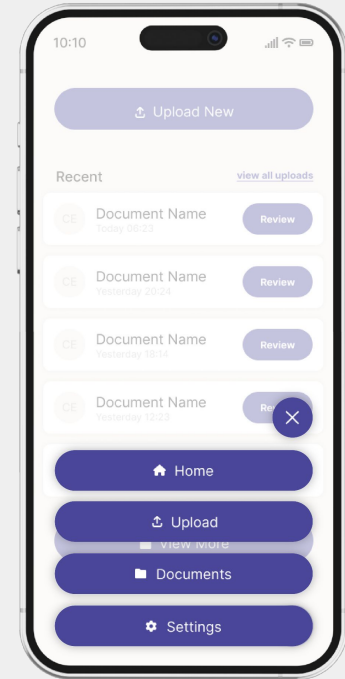 10:10
Upload New
Recent
view all uploads
CE
Document Name
Today 08:23
Review
CE
Document Name
Yesterday 20:24
Review
CE
Document Name
Yesterday 18:14
Review
CE
Document Name
Yesterday 12:23
Re
Home
Upload
View More
Documents
Settings